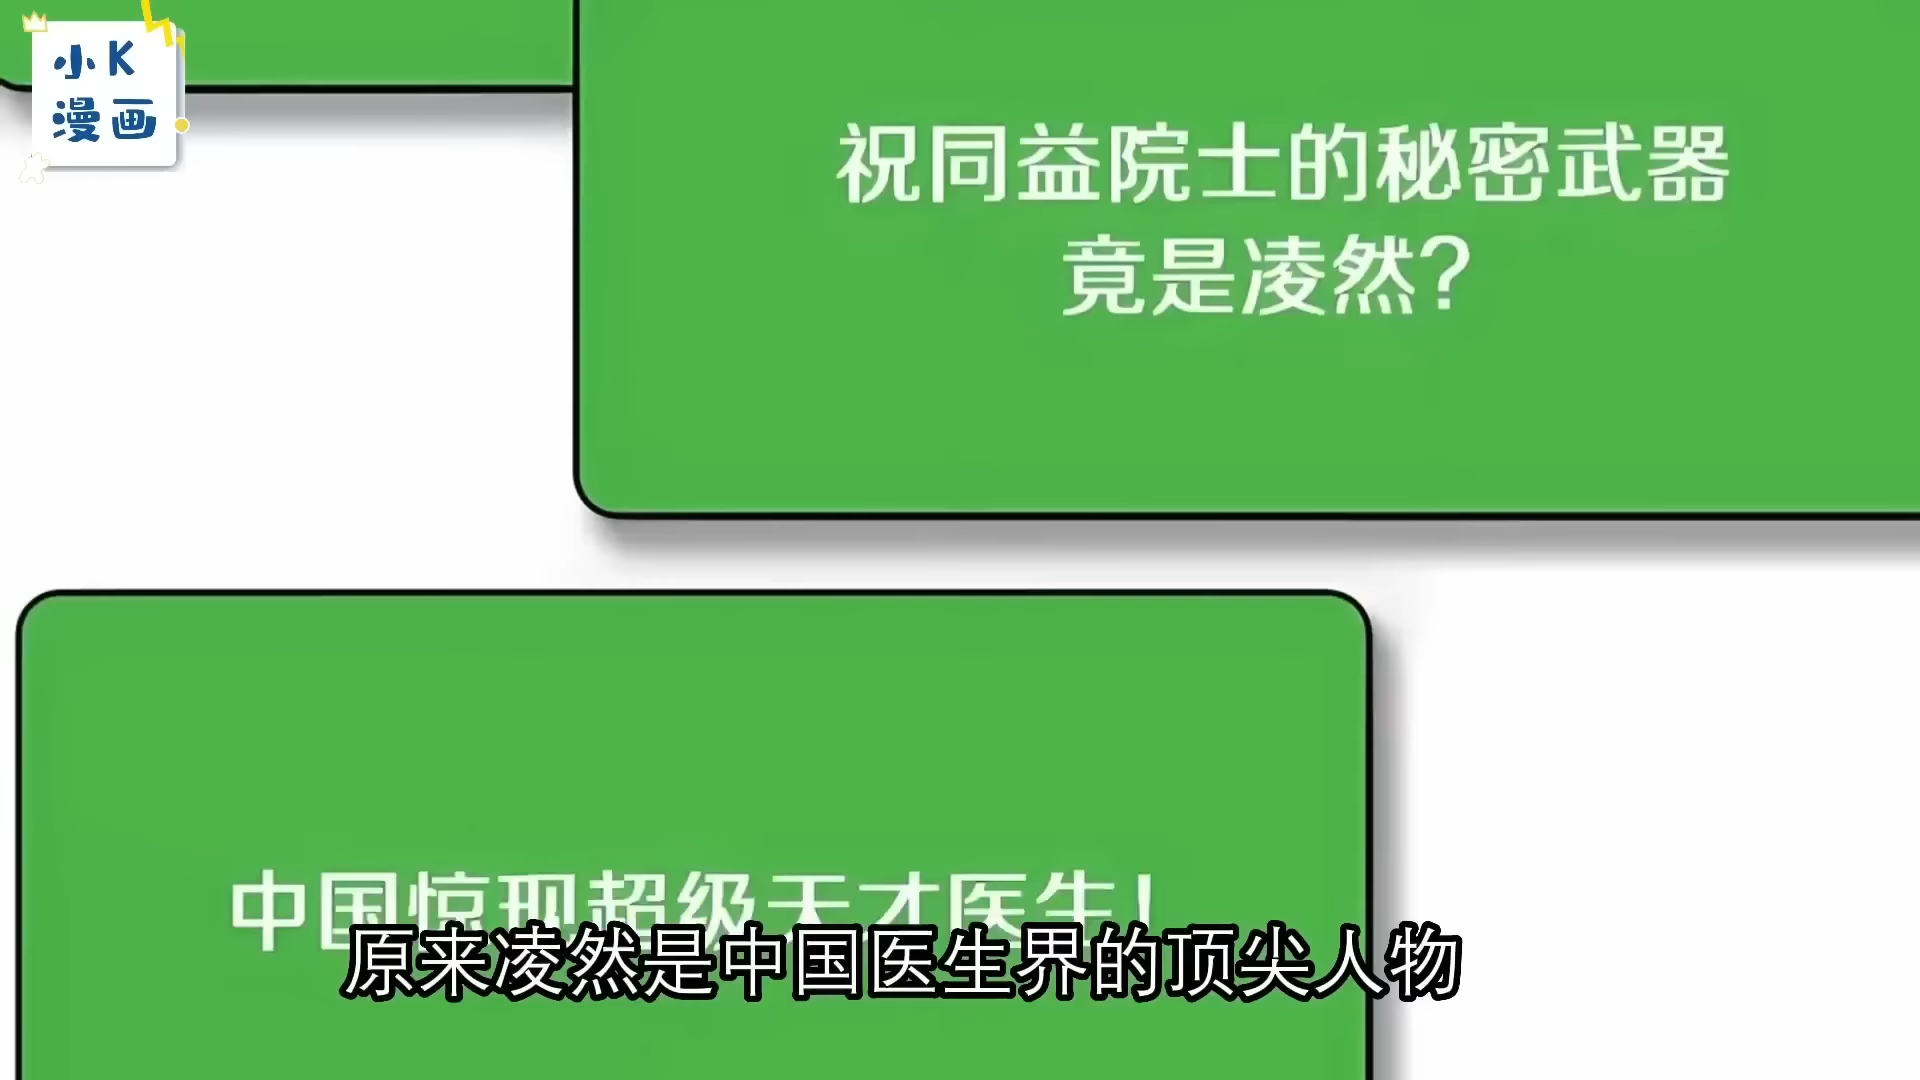 小K
漫画
祝同益院士的秘密武器
竟是凌然？
中国惊现超级天才医生！
原来凌然是中国医生界的顶尖人物